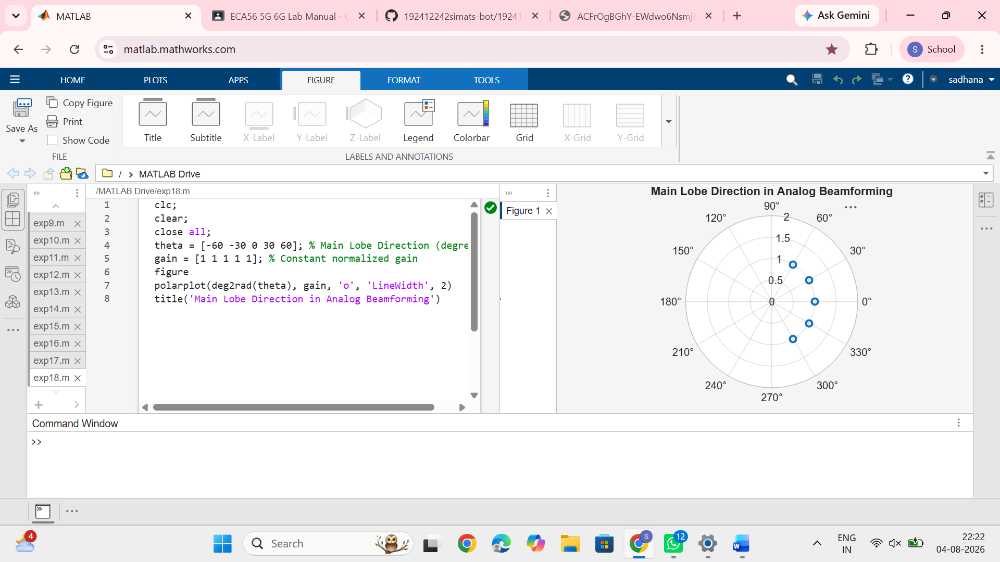 MATLAB
ECA56 5G 6G Lab Manual -
192412242simats-bot/19241
ACFrOgBGhY-EWdwo6Nsmj
Ask Gemini
matlab.mathworks.com
S
School
HOME
PLOTS
APPS
FIGURE
FORMAT
TOOLS
sadhana
Save As
Copy Figure
Print
Show Code
FILE
Title
Subtitle
X-Label
Y-Label
Z-Label
Legend
Colorbar
Grid
X-Grid
Y-Grid
LABELS AND ANNOTATIONS
/ › MATLAB Drive
/MATLAB Drive/exp18.m
exp9.m
exp10.m
exp11.m
exp12.m
exp13.m
exp14.m
exp15.m
exp16.m
exp17.m
exp18.m
1 clc;
2 clear;
3 close all;
4 theta = [-60 -30 0 30 60]; % Main Lobe Direction (degre
5 gain = [1 1 1 1 1]; % Constant normalized gain
6 figure
7 polarplot(deg2rad(theta), gain, 'o', 'LineWidth', 2)
8 title('Main Lobe Direction in Analog Beamforming')
Figure 1
Main Lobe Direction in Analog Beamforming
90°
120°
2
60°
1.5
150°
1
30°
0.5
180°
0
0°
210°
330°
240°
300°
270°
Command Window
>>
4
Search
S
12
ENG
IN
22:22
04-08-2026